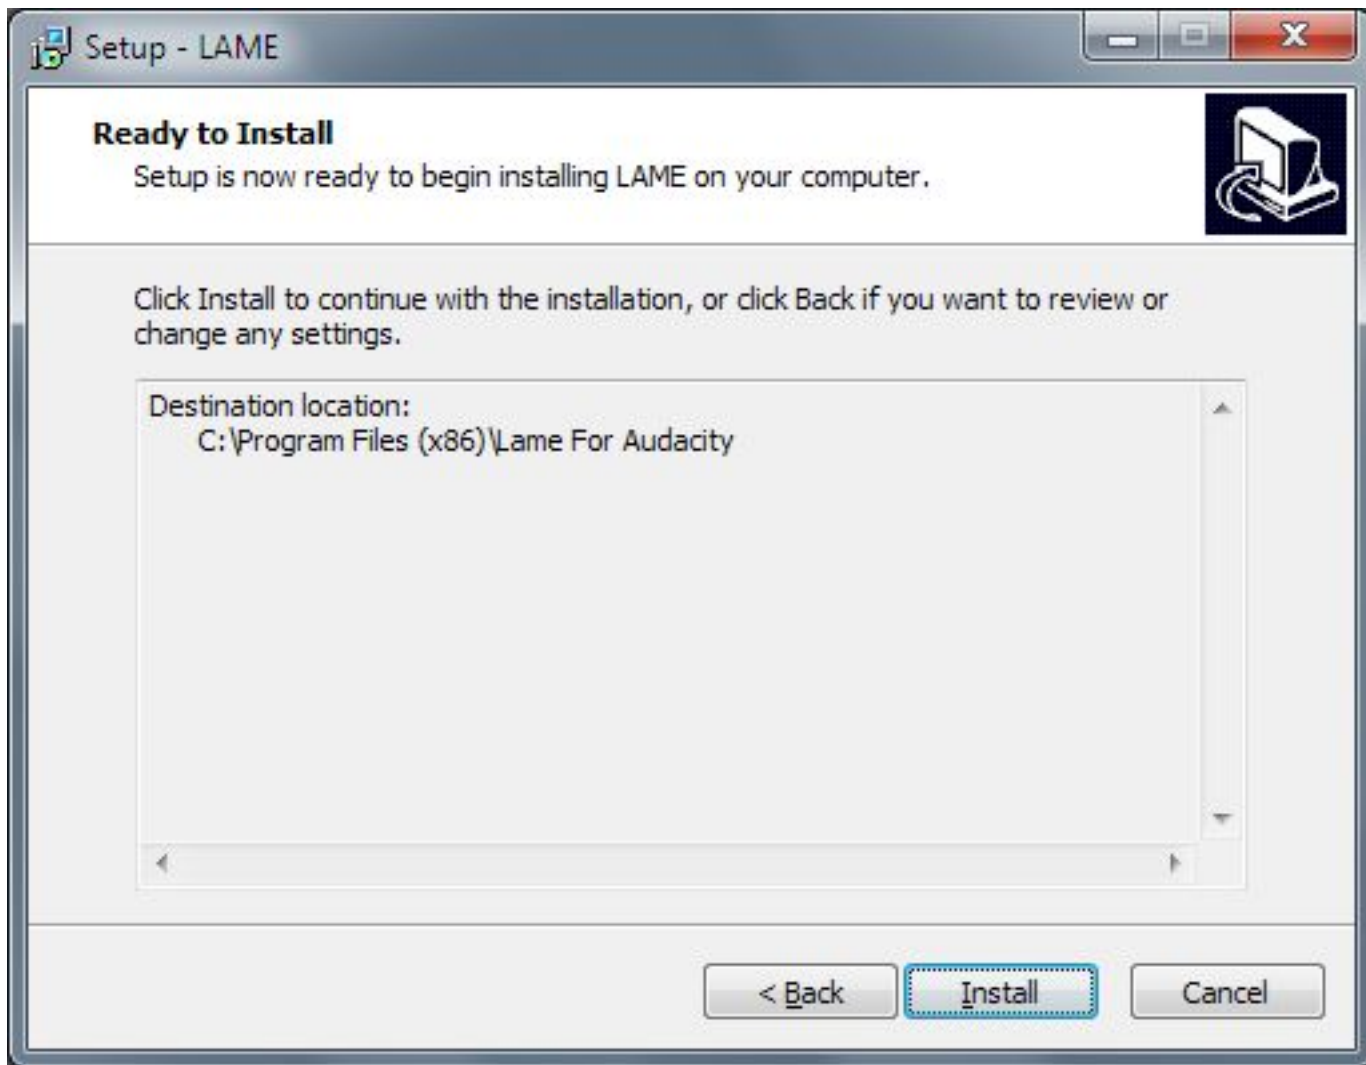 Setup - LAME
Ready to Install
Setup is now ready to begin installing LAME on your computer.
Click Install to continue with the installation, or click Back if you want to review or
change any settings.
Destination location:
C:\Program Files (x86)\Lame For Audacity
< Back
Install
Cancel